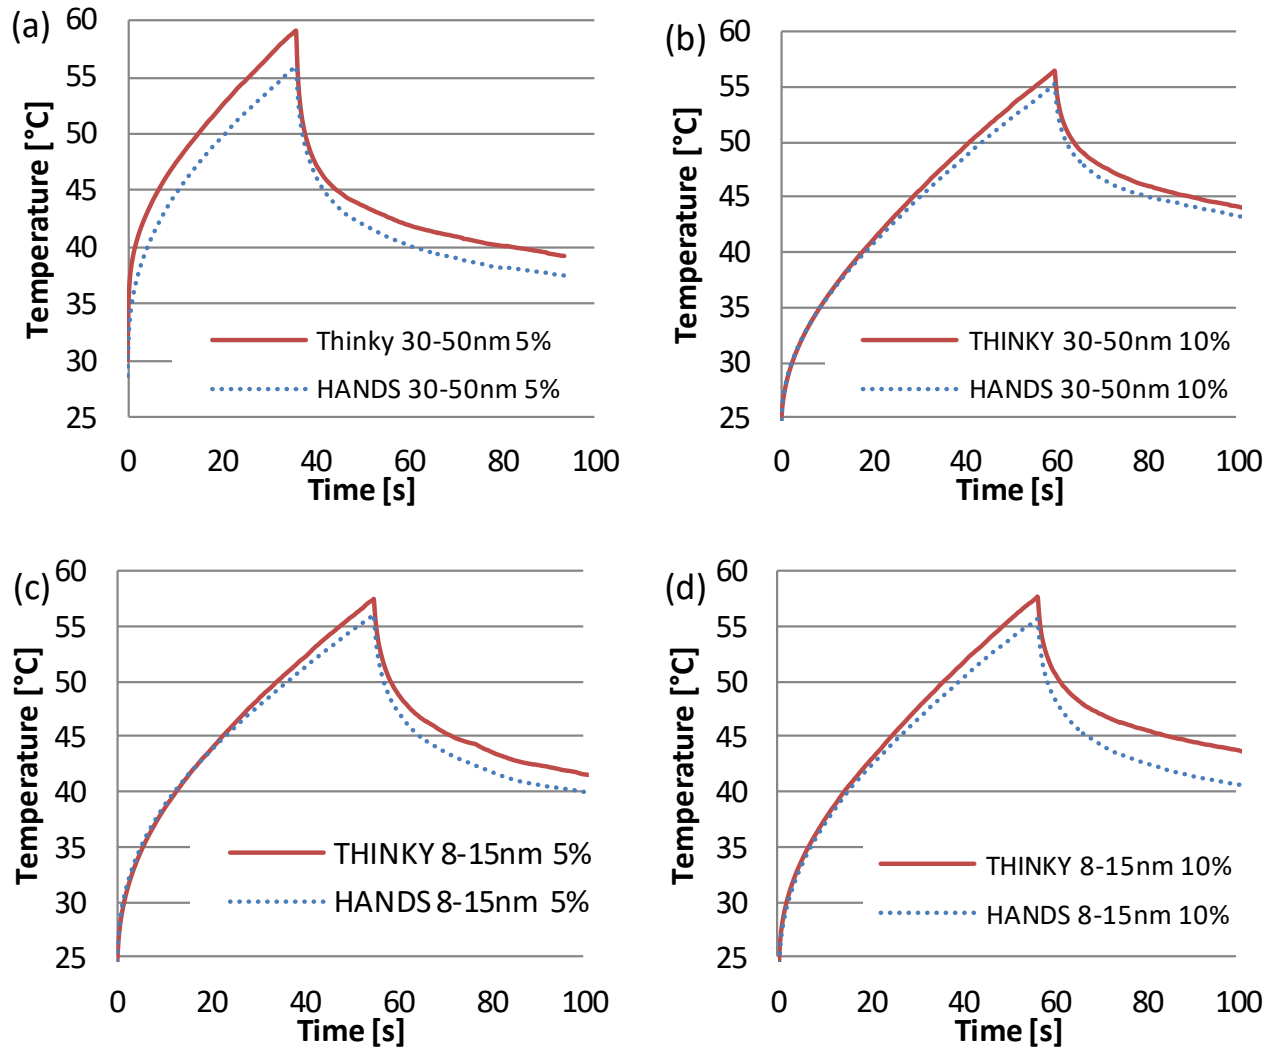 (a)
60
55
50
45
40
35
30
25
Temperature [°C]
Thinky 30-50nm 5%
HANDS 30-50nm 5%
0 20 40 60 80 100
Time [s]
(b)
60
55
50
45
40
35
30
25
Temperature [°C]
THINKY 30-50nm 10%
HANDS 30-50nm 10%
0 20 40 60 80 100
Time [s]
(c)
60
55
50
45
40
35
30
25
Temperature [°C]
THINKY 8-15nm 5%
HANDS 8-15nm 5%
0 20 40 60 80 100
Time [s]
(d)
60
55
50
45
40
35
30
25
Temperature [°C]
THINKY 8-15nm 10%
HANDS 8-15nm 10%
0 20 40 60 80 100
Time [s]